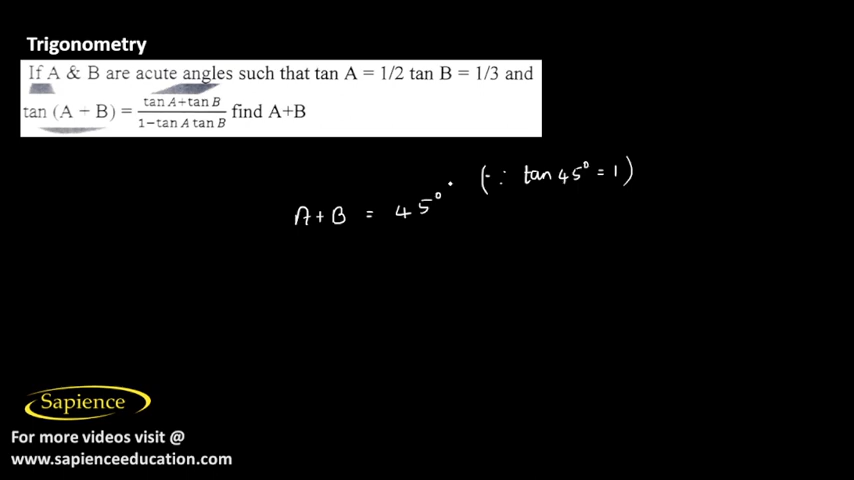 Trigonometry
If A & B are acute angles such that tan A = 1/2 tan B = 1/3 and
tan (A + B) = \frac{tan A+tan B}{1−tan A tan B} find A+B
A+B = 45° . (∵ tan 45° = 1)
Sapience
For more videos visit @
www.sapienceeducation.com